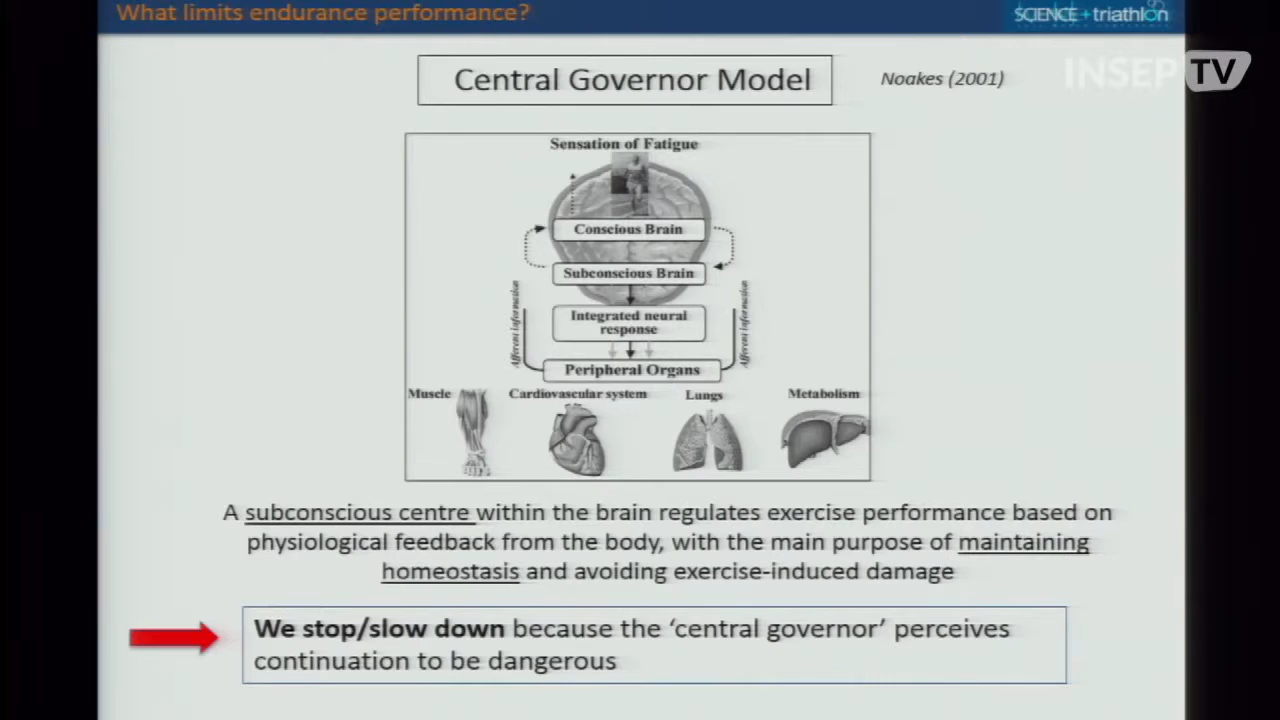 What limits endurance performance?
SCIENCE+triathlon
INSEP TV
Central Governor Model
Noakes (2001)
Sensation of Fatigue
Conscious Brain
Subconscious Brain
Integrated neural
response
Afferent information
Afferent information
Peripheral Organs
Muscle
Cardiovascular system
Lungs
Metabolism
A subconscious centre within the brain regulates exercise performance based on
physiological feedback from the body, with the main purpose of maintaining
homeostasis and avoiding exercise-induced damage
We stop/slow down because the ‘central governor’ perceives
continuation to be dangerous